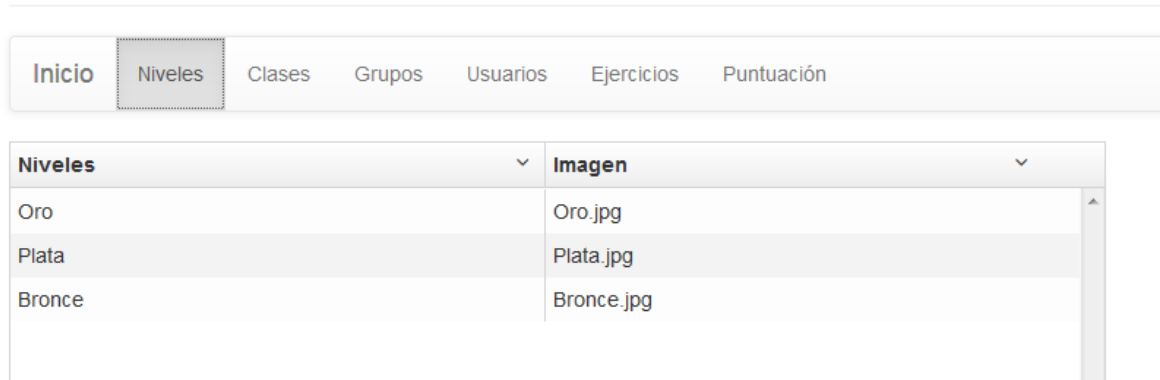 Inicio Niveles Clases Grupos Usuarios Ejercicios Puntuación
Niveles Imagen
Oro Oro.jpg
Plata Plata.jpg
Bronce Bronce.jpg